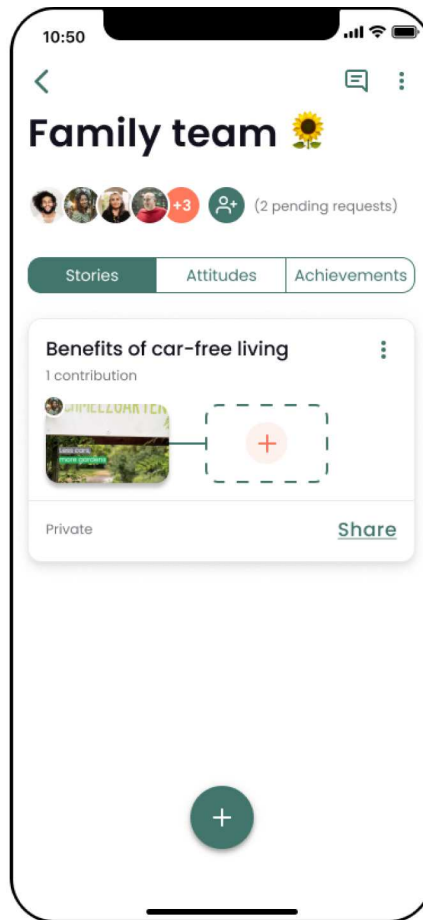 10:50
Family team 🌻
+3
(2 pending requests)
Stories
Attitudes
Achievements
Benefits of car-free living
1 contribution
Less cars,
more gardens
Private
Share